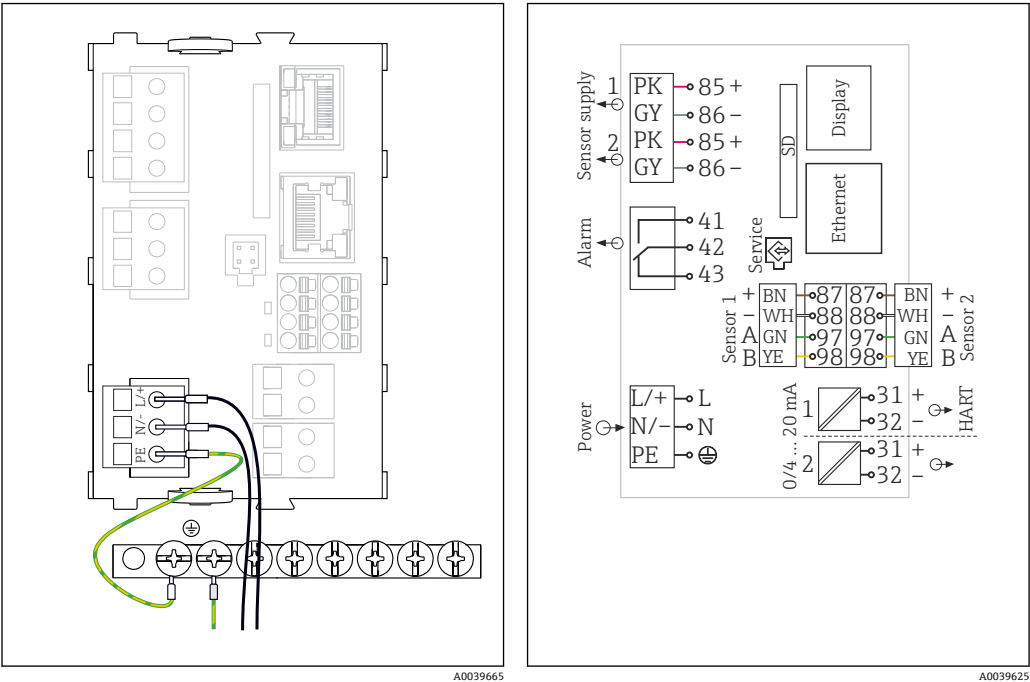 L/+
N/-
PE
A0039665
Sensor supply
1 PK 85 +
GY 86 –
2 PK 85 +
GY 86 –
SD
Display
Ethernet
Alarm
41
42
43
Service
Sensor 1
+ BN 87 87 BN +
– WH 88 88 WH –
A GN 97 97 GN A
B YE 98 98 YE B
Sensor 2
Power
L/+ L
N/- N
PE
0/4 ... 20 mA
1 31 +
32 –
HART
2 31 +
32 –
A0039625